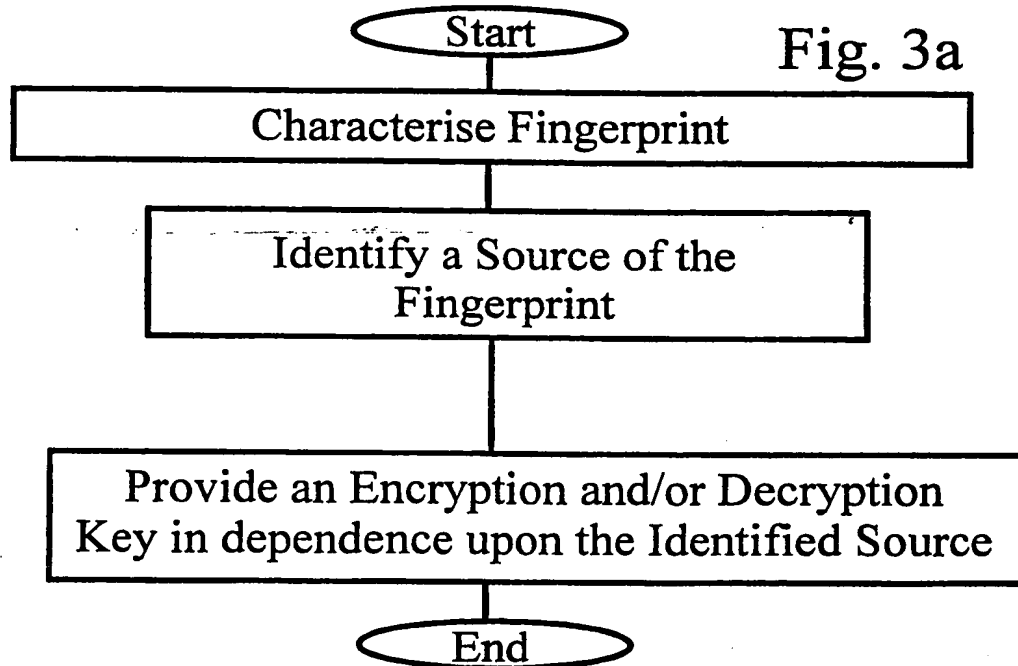 Start
Fig. 3a
Characterise Fingerprint
Identify a Source of the
Fingerprint
Provide an Encryption and/or Decryption
Key in dependence upon the Identified Source
End